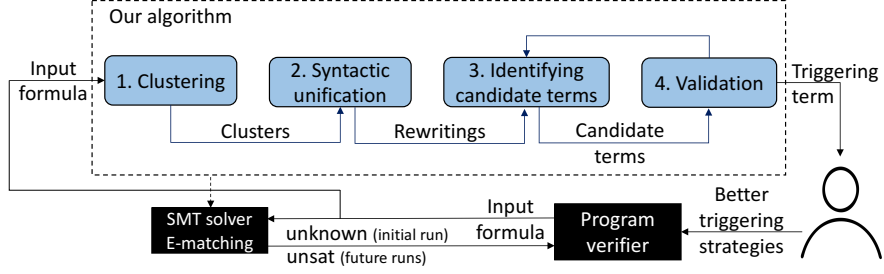 Our algorithm
Input
formula
1. Clustering
2. Syntactic
unification
3. Identifying
candidate terms
4. Validation
Triggering
term
Clusters
Rewritings
Candidate
terms
SMT solver
E-matching
Input
formula
unknown (initial run)
unsat (future runs)
Program
verifier
Better
triggering
strategies